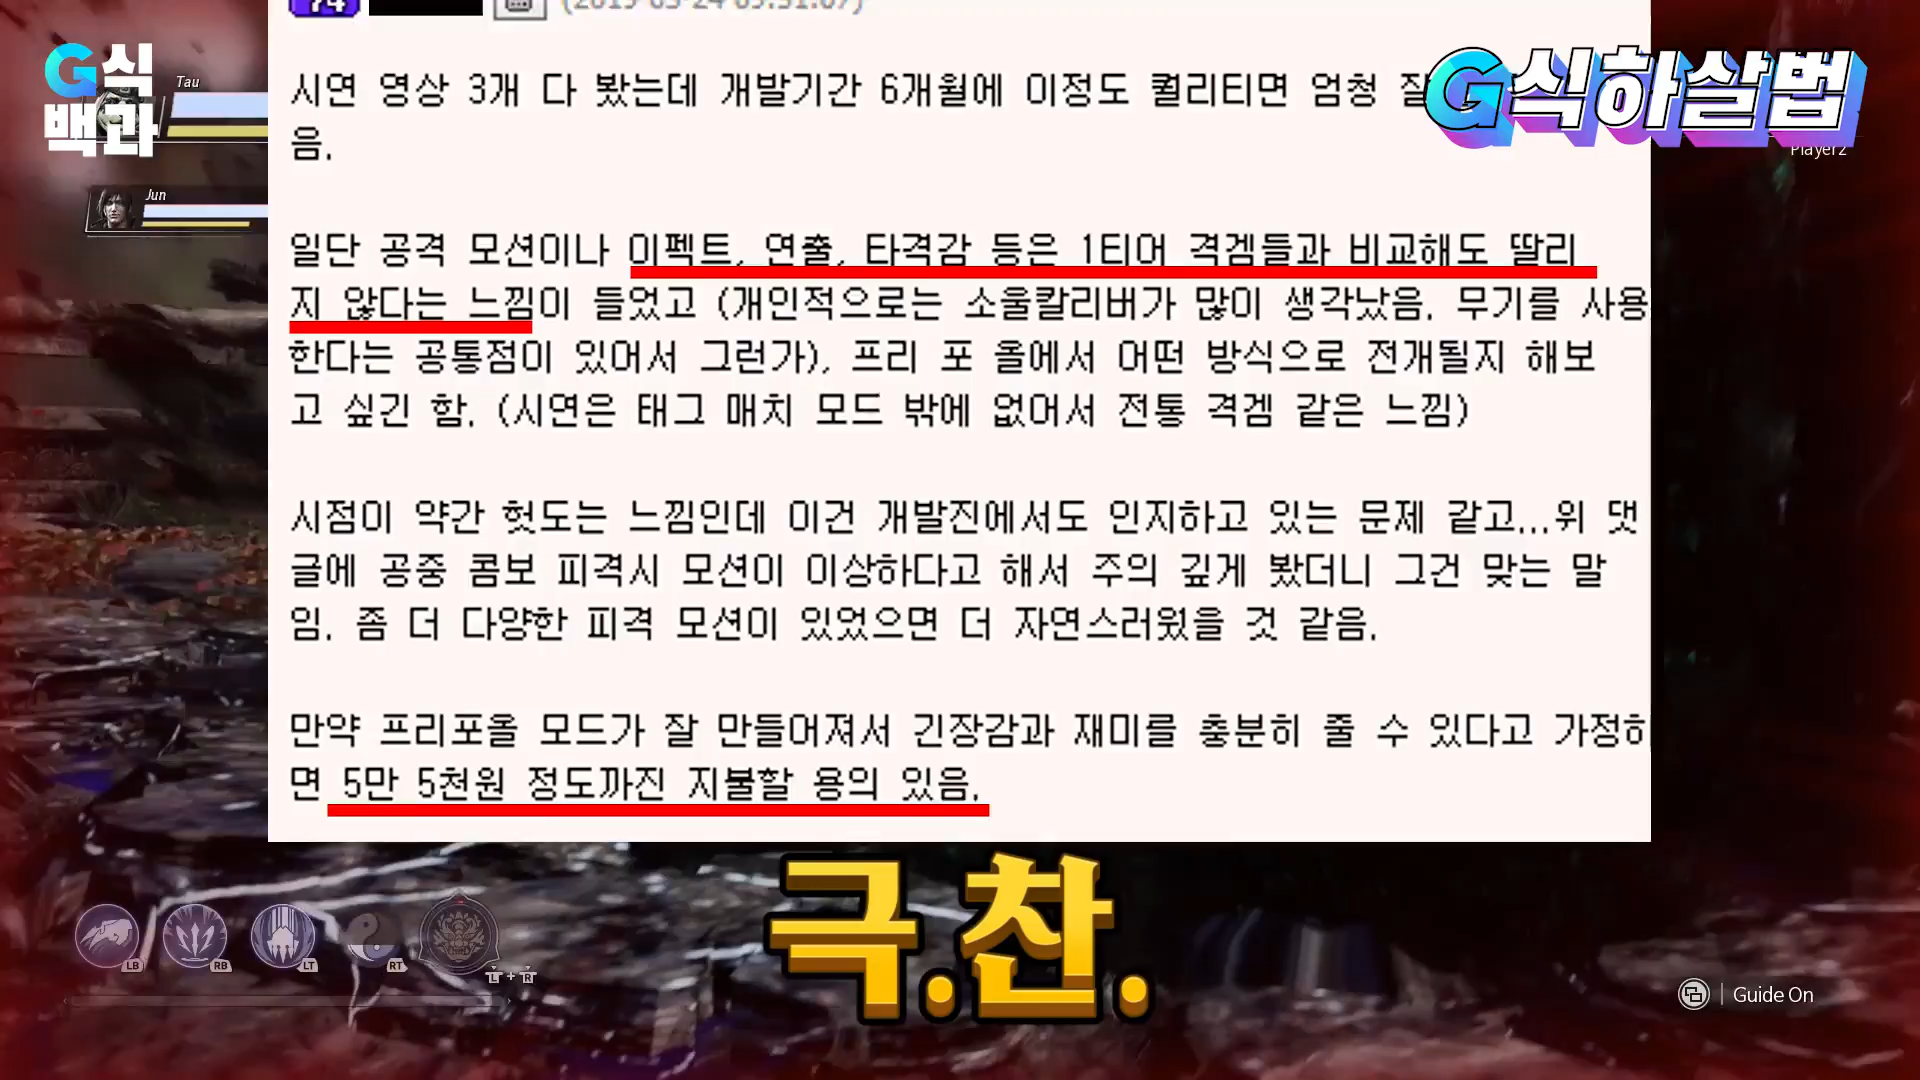 74 (2019-05-24 09:51:07)
G식백과
Tau
G식하살법
Player2
Jun
시연 영상 3개 다 봤는데 개발기간 6개월에 이정도 퀄리티면 엄청 잘
음.
일단 공격 모션이나 이펙트, 연출, 타격감 등은 1티어 격겜들과 비교해도 딸리
지 않다는 느낌이 들었고 (개인적으로는 소울칼리버가 많이 생각났음. 무기를 사용
한다는 공통점이 있어서 그런가), 프리 포 올에서 어떤 방식으로 전개될지 해보
고 싶긴 함. (시연은 태그 매치 모드 밖에 없어서 전통 격겜 같은 느낌)
시점이 약간 헛도는 느낌인데 이건 개발진에서도 인지하고 있는 문제 같고...위 댓
글에 공중 콤보 피격시 모션이 이상하다고 해서 주의 깊게 봤더니 그건 맞는 말
임. 좀 더 다양한 피격 모션이 있었으면 더 자연스러웠을 것 같음.
만약 프리포올 모드가 잘 만들어져서 긴장감과 재미를 충분히 줄 수 있다고 가정하
면 5만 5천원 정도까진 지불할 용의 있음.
극.찬.
LB RB LT RT L + R
Guide On